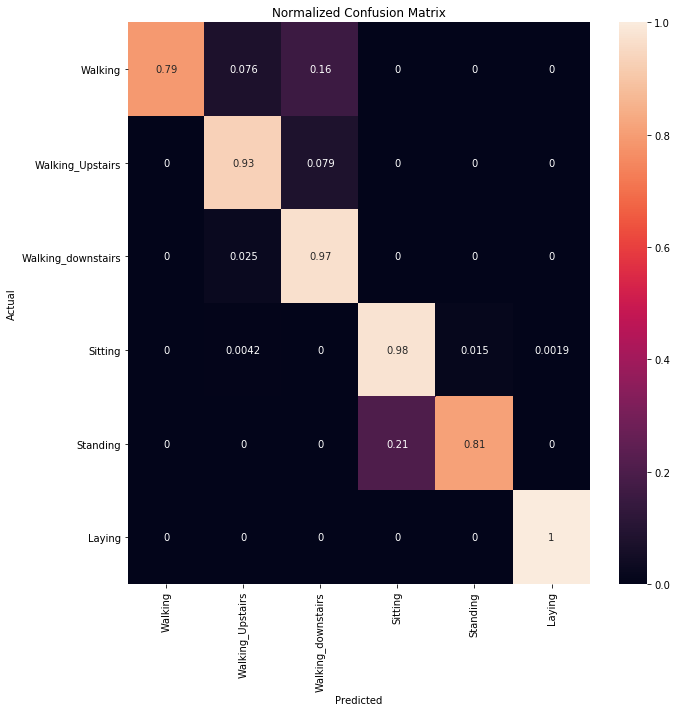 Normalized Confusion Matrix
Actual
Walking 0.79 0.076 0.16 0 0 0
Walking_Upstairs 0 0.93 0.079 0 0 0
Walking_downstairs 0 0.025 0.97 0 0 0
Sitting 0 0.0042 0 0.98 0.015 0.0019
Standing 0 0 0 0.21 0.81 0
Laying 0 0 0 0 0 1
Walking
Walking_Upstairs
Walking_downstairs
Sitting
Standing
Laying
Predicted
1.0
0.8
0.6
0.4
0.2
0.0